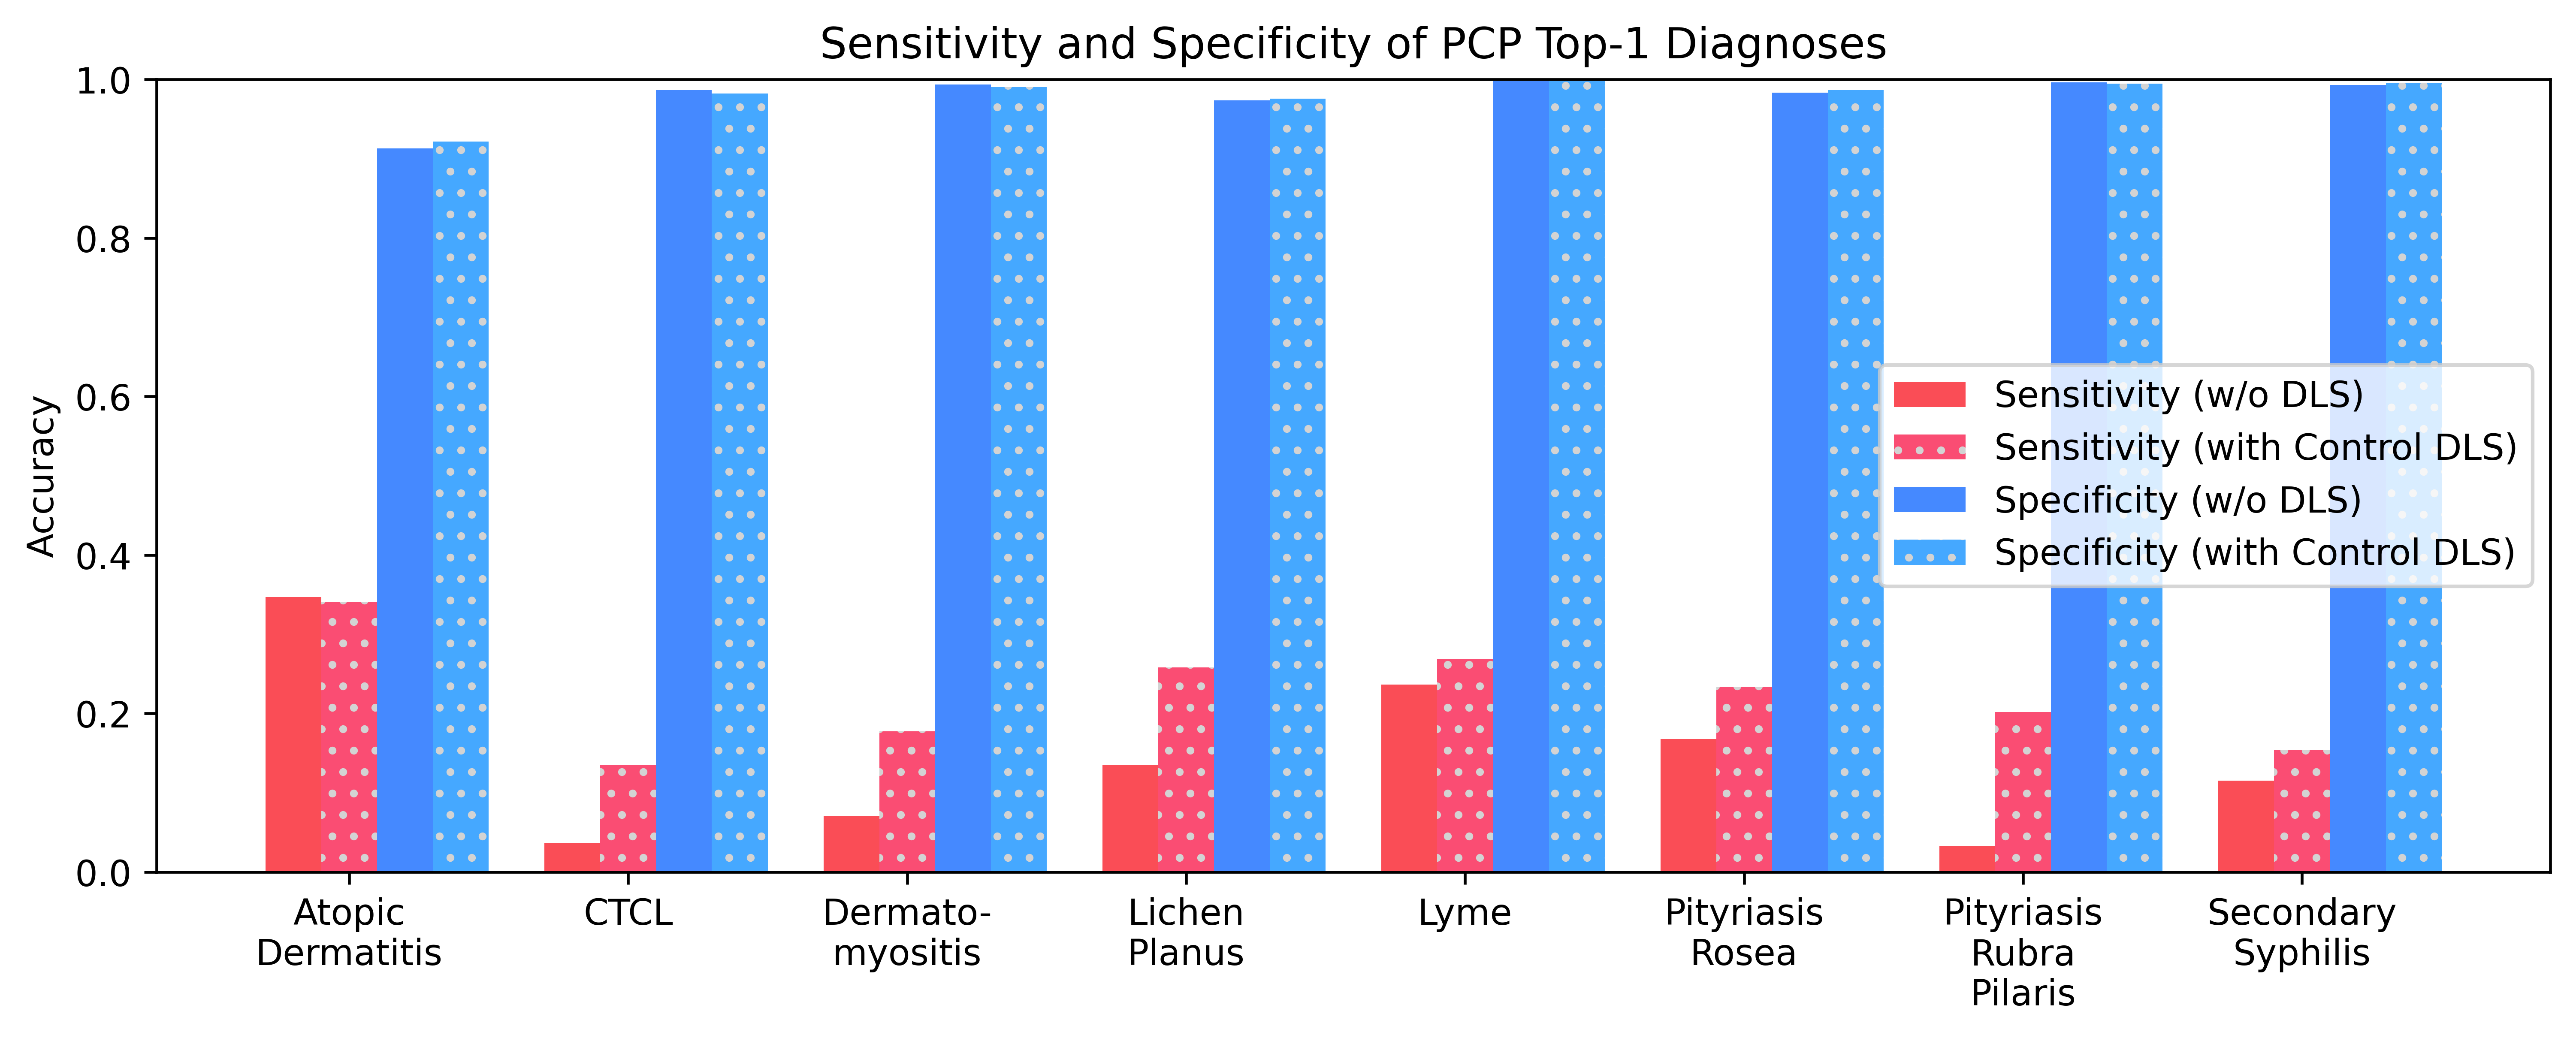 Sensitivity and Specificity of PCP Top-1 Diagnoses
1.0
0.8
0.6
0.4
0.2
0.0
Accuracy
Sensitivity (w/o DLS)
Sensitivity (with Control DLS)
Specificity (w/o DLS)
Specificity (with Control DLS)
Atopic
Dermatitis
CTCL
Dermato-
myositis
Lichen
Planus
Lyme
Pityriasis
Rosea
Pityriasis
Rubra
Pilaris
Secondary
Syphilis